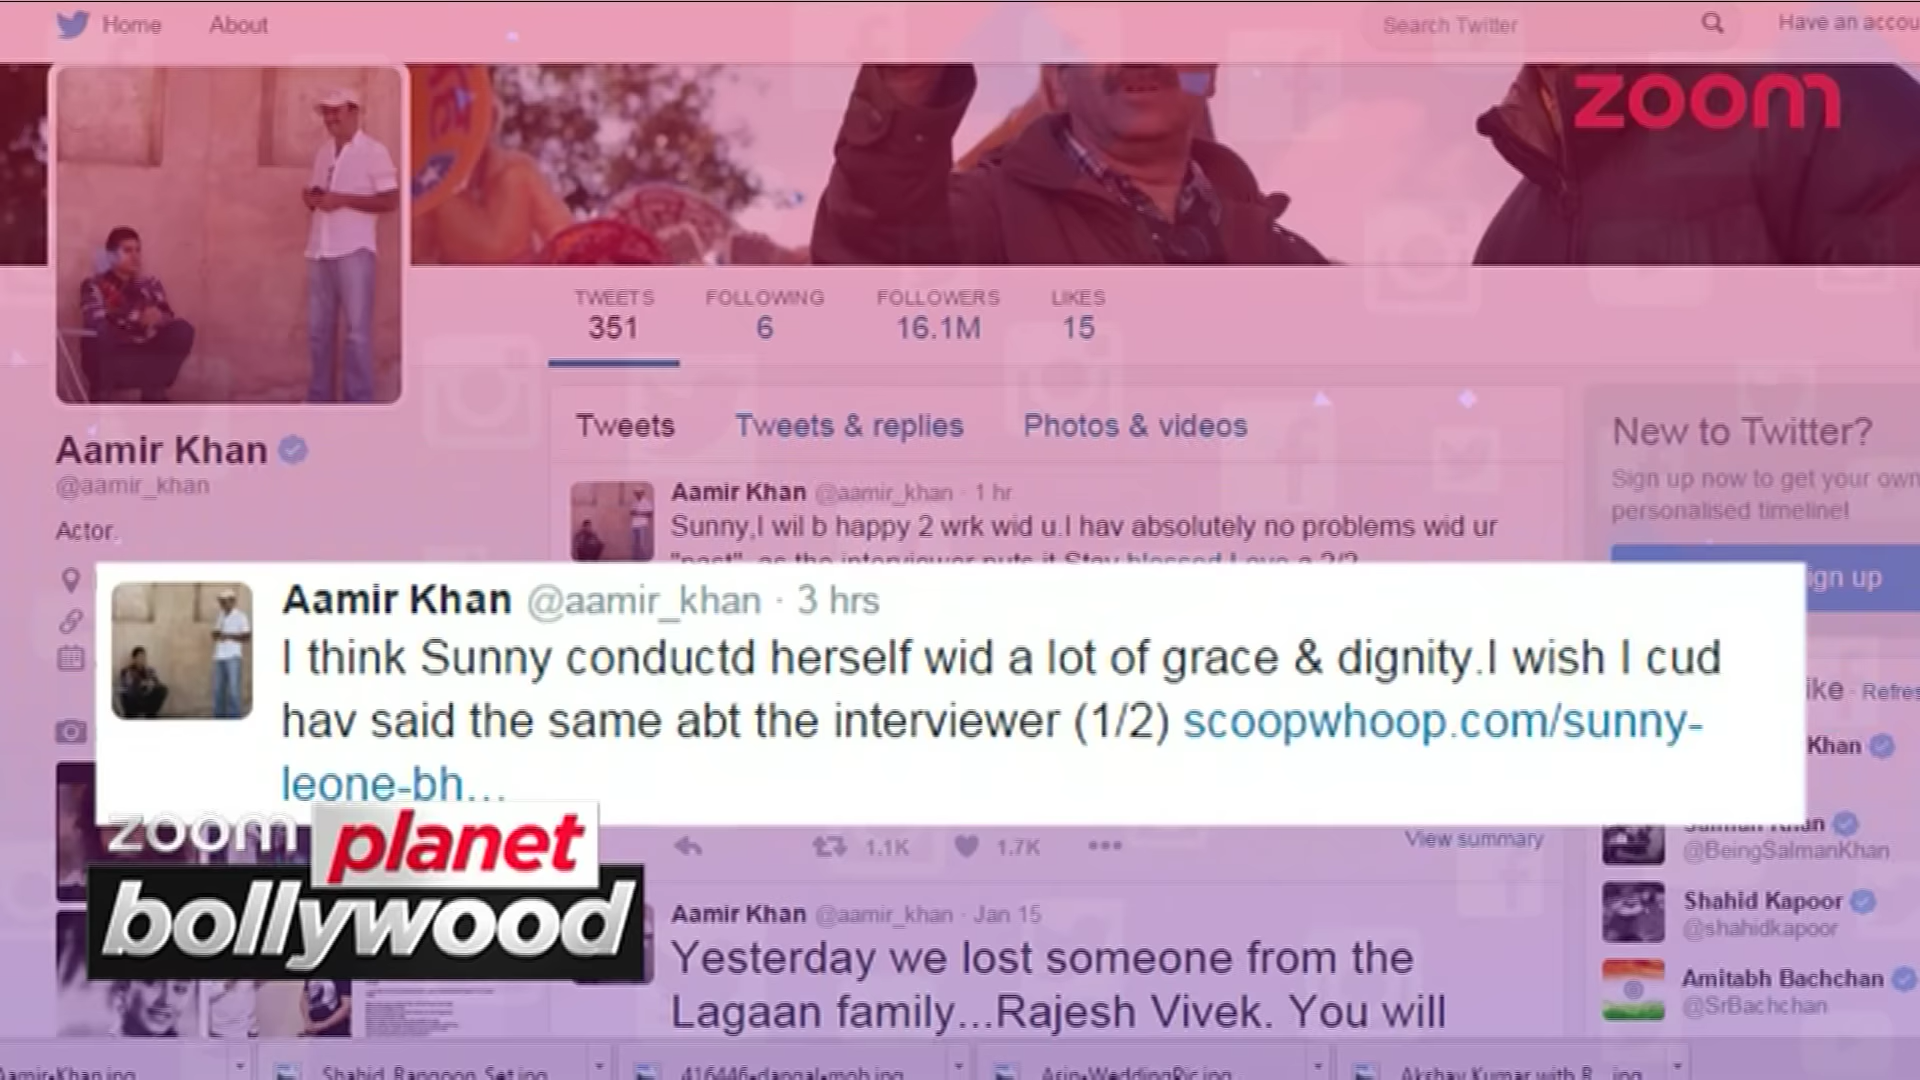 Home About Search Twitter Have an accou
zoom
TWEETS FOLLOWING FOLLOWERS LIKES
351 6 16.1M 15
Tweets Tweets & replies Photos & videos
New to Twitter?
Sign up now to get your own
personalised timeline!
Aamir Khan
@aamir_khan
Actor.
Aamir Khan @aamir_khan · 1 hr
Sunny,I wil b happy 2 wrk wid u.I hav absolutely no problems wid ur
"past", as the interviewer puts it.Stay blessed.Love.a 2/2
ign up
Aamir Khan @aamir_khan · 3 hrs
I think Sunny conductd herself wid a lot of grace & dignity.I wish I cud
hav said the same abt the interviewer (1/2) scoopwhoop.com/sunny-
leone-bh...
ike · Refres
Khan
1.1K 1.7K View summary
Salman Khan
@BeingSalmanKhan
Shahid Kapoor
@shahidkapoor
Amitabh Bachchan
@SrBachchan
zoom planet
bollywood
Aamir Khan @aamir_khan · Jan 15
Yesterday we lost someone from the
Lagaan family...Rajesh Vivek. You will
Aamir-Khan.jpg Shahid_Rangoon_Set.jpg 416446-dangal-mob.jpg Asin-WeddingPic.jpg Akshay Kumar with R....jpg